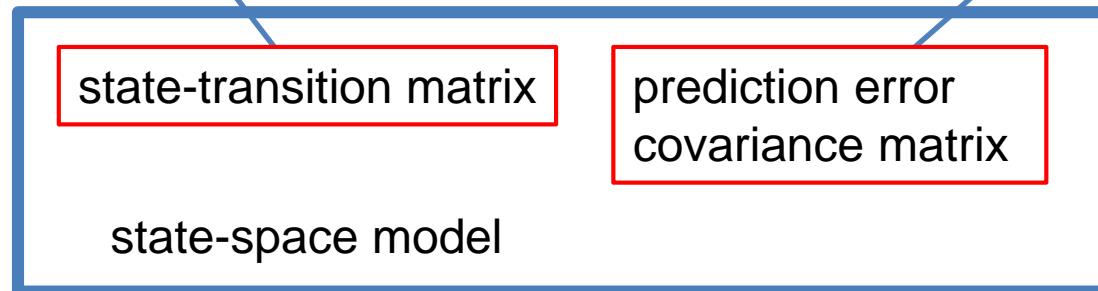 state-transition matrix
prediction error
covariance matrix
state-space model